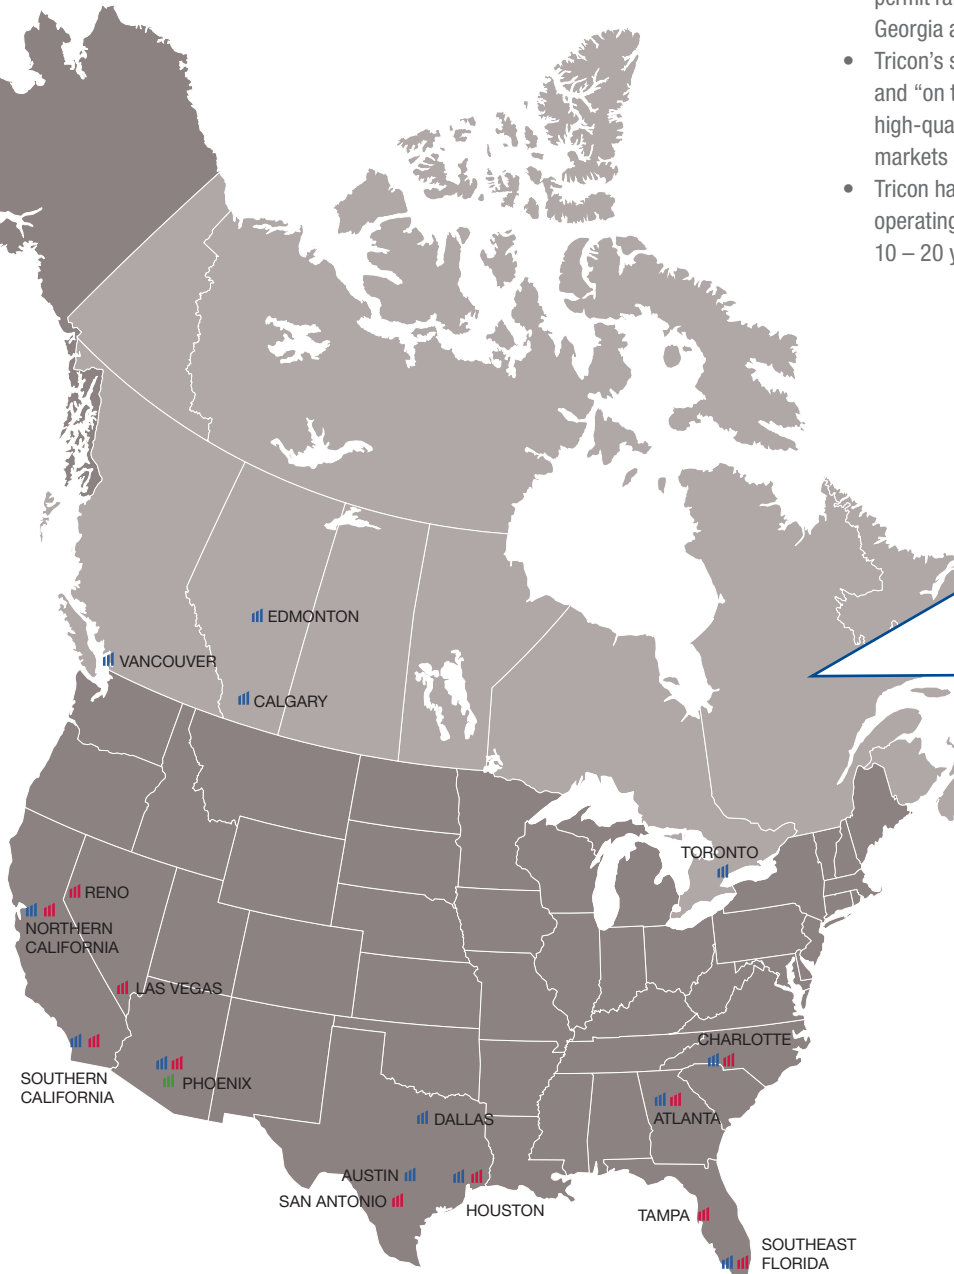 Georgia a
• Tricon’s s
and “on t
high-qua
markets
• Tricon ha
operating
10 – 20 y
EDMONTON
VANCOUVER
CALGARY
TORONTO
RENO
NORTHERN
CALIFORNIA
LAS VEGAS
CHARLOTTE
SOUTHERN
CALIFORNIA
PHOENIX
DALLAS
ATLANTA
AUSTIN
SAN ANTONIO
HOUSTON
TAMPA
SOUTHEAST
FLORIDA